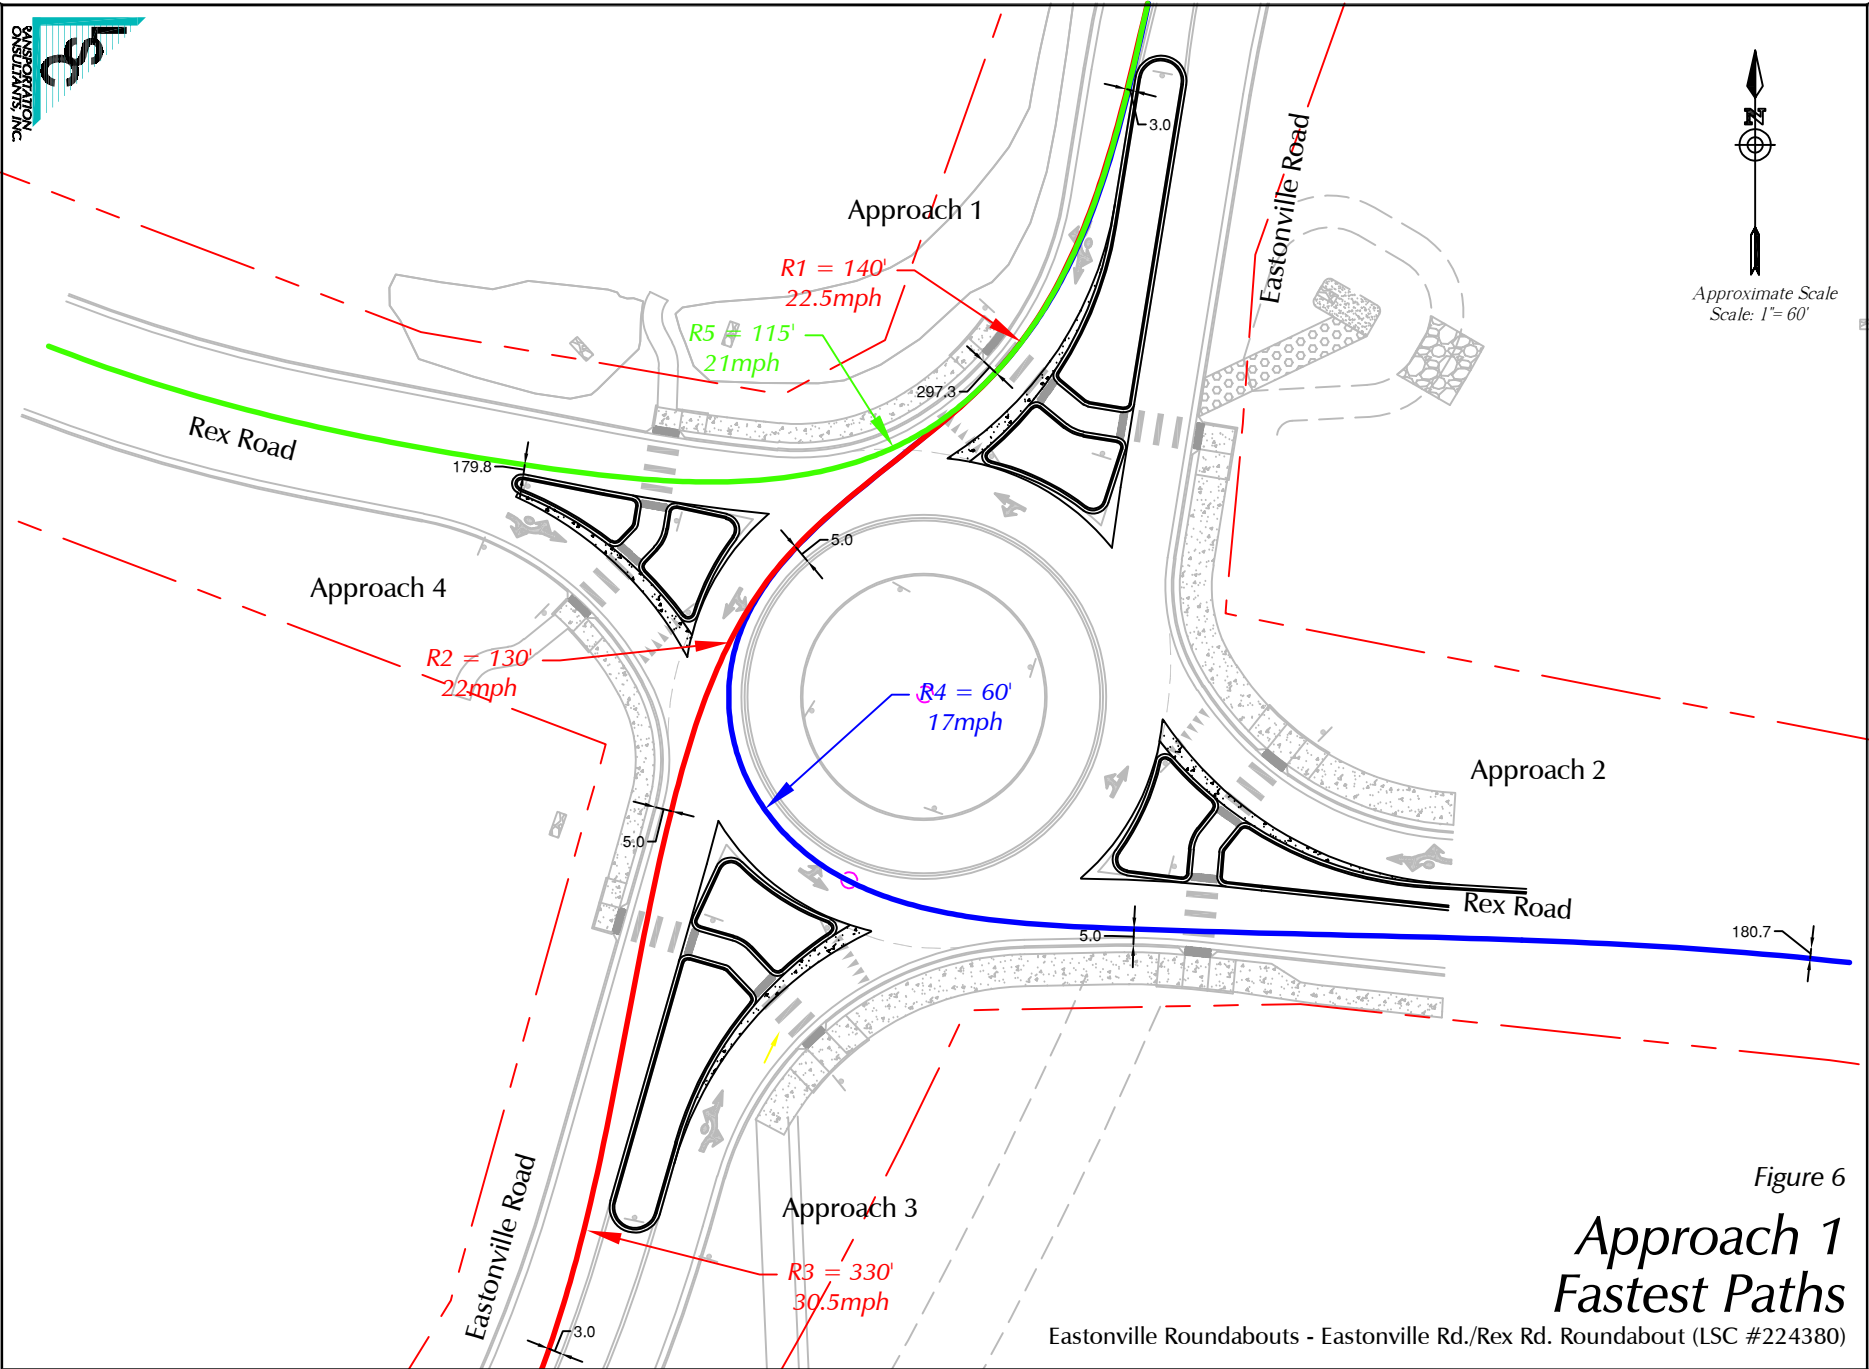 LSC
TRANSPORTATION
CONSULTANTS, INC.
N
Approximate Scale
Scale: 1"= 60'
3.0
Eastonville Road
Approach 1
R1 = 140'
22.5mph
R5 = 115'
21mph
297.3
Rex Road
179.8
5.0
Approach 4
R2 = 130'
22mph
R4 = 60'
17mph
Approach 2
5.0
Rex Road
5.0
180.7
Eastonville Road
Approach 3
R3 = 330'
30.5mph
3.0
Figure 6
Approach 1
Fastest Paths
Eastonville Roundabouts - Eastonville Rd./Rex Rd. Roundabout (LSC #224380)